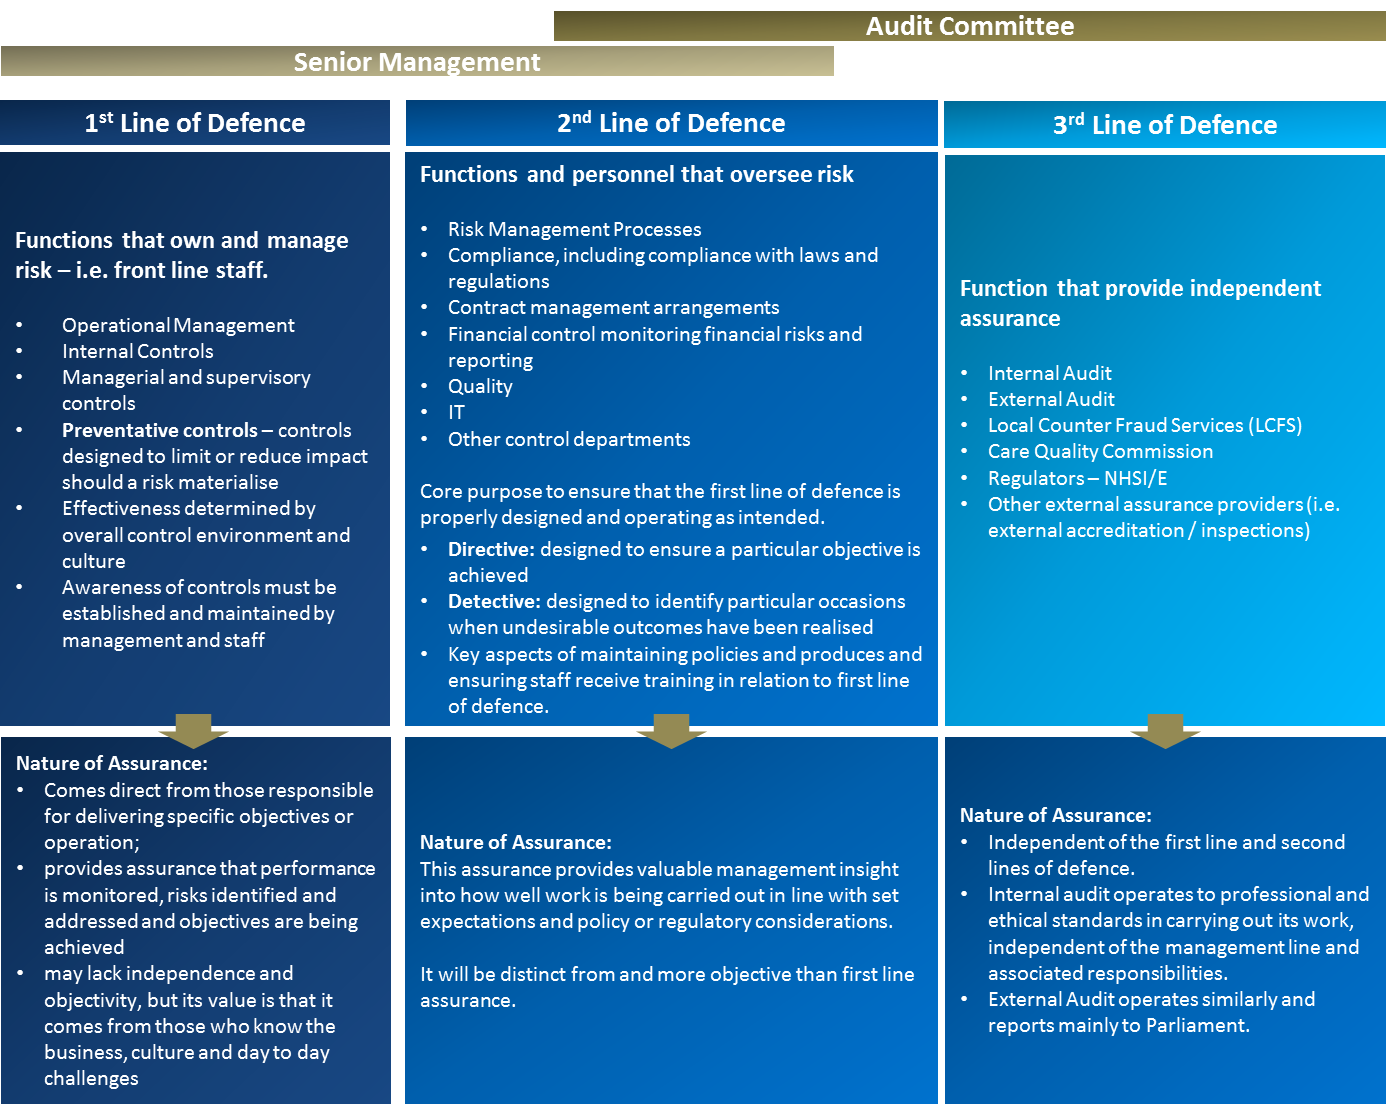 Audit Committee
Senior Management
1st Line of Defence
Functions that own and manage
risk – i.e. front line staff.
• Operational Management
• Internal Controls
• Managerial and supervisory
controls
• Preventative controls – controls
designed to limit or reduce impact
should a risk materialise
• Effectiveness determined by
overall control environment and
culture
• Awareness of controls must be
established and maintained by
management and staff
Nature of Assurance:
• Comes direct from those responsible
for delivering specific objectives or
operation;
• provides assurance that performance
is monitored, risks identified and
addressed and objectives are being
achieved
• may lack independence and
objectivity, but its value is that it
comes from those who know the
business, culture and day to day
challenges
2nd Line of Defence
Functions and personnel that oversee risk
• Risk Management Processes
• Compliance, including compliance with laws and
regulations
• Contract management arrangements
• Financial control monitoring financial risks and
reporting
• Quality
• IT
• Other control departments
Core purpose to ensure that the first line of defence is
properly designed and operating as intended.
• Directive: designed to ensure a particular objective is
achieved
• Detective: designed to identify particular occasions
when undesirable outcomes have been realised
• Key aspects of maintaining policies and produces and
ensuring staff receive training in relation to first line
of defence.
Nature of Assurance:
This assurance provides valuable management insight
into how well work is being carried out in line with set
expectations and policy or regulatory considerations.
It will be distinct from and more objective than first line
assurance.
3rd Line of Defence
Function that provide independent
assurance
• Internal Audit
• External Audit
• Local Counter Fraud Services (LCFS)
• Care Quality Commission
• Regulators – NHSI/E
• Other external assurance providers (i.e.
external accreditation / inspections)
Nature of Assurance:
• Independent of the first line and second
lines of defence.
• Internal audit operates to professional and
ethical standards in carrying out its work,
independent of the management line and
associated responsibilities.
• External Audit operates similarly and
reports mainly to Parliament.